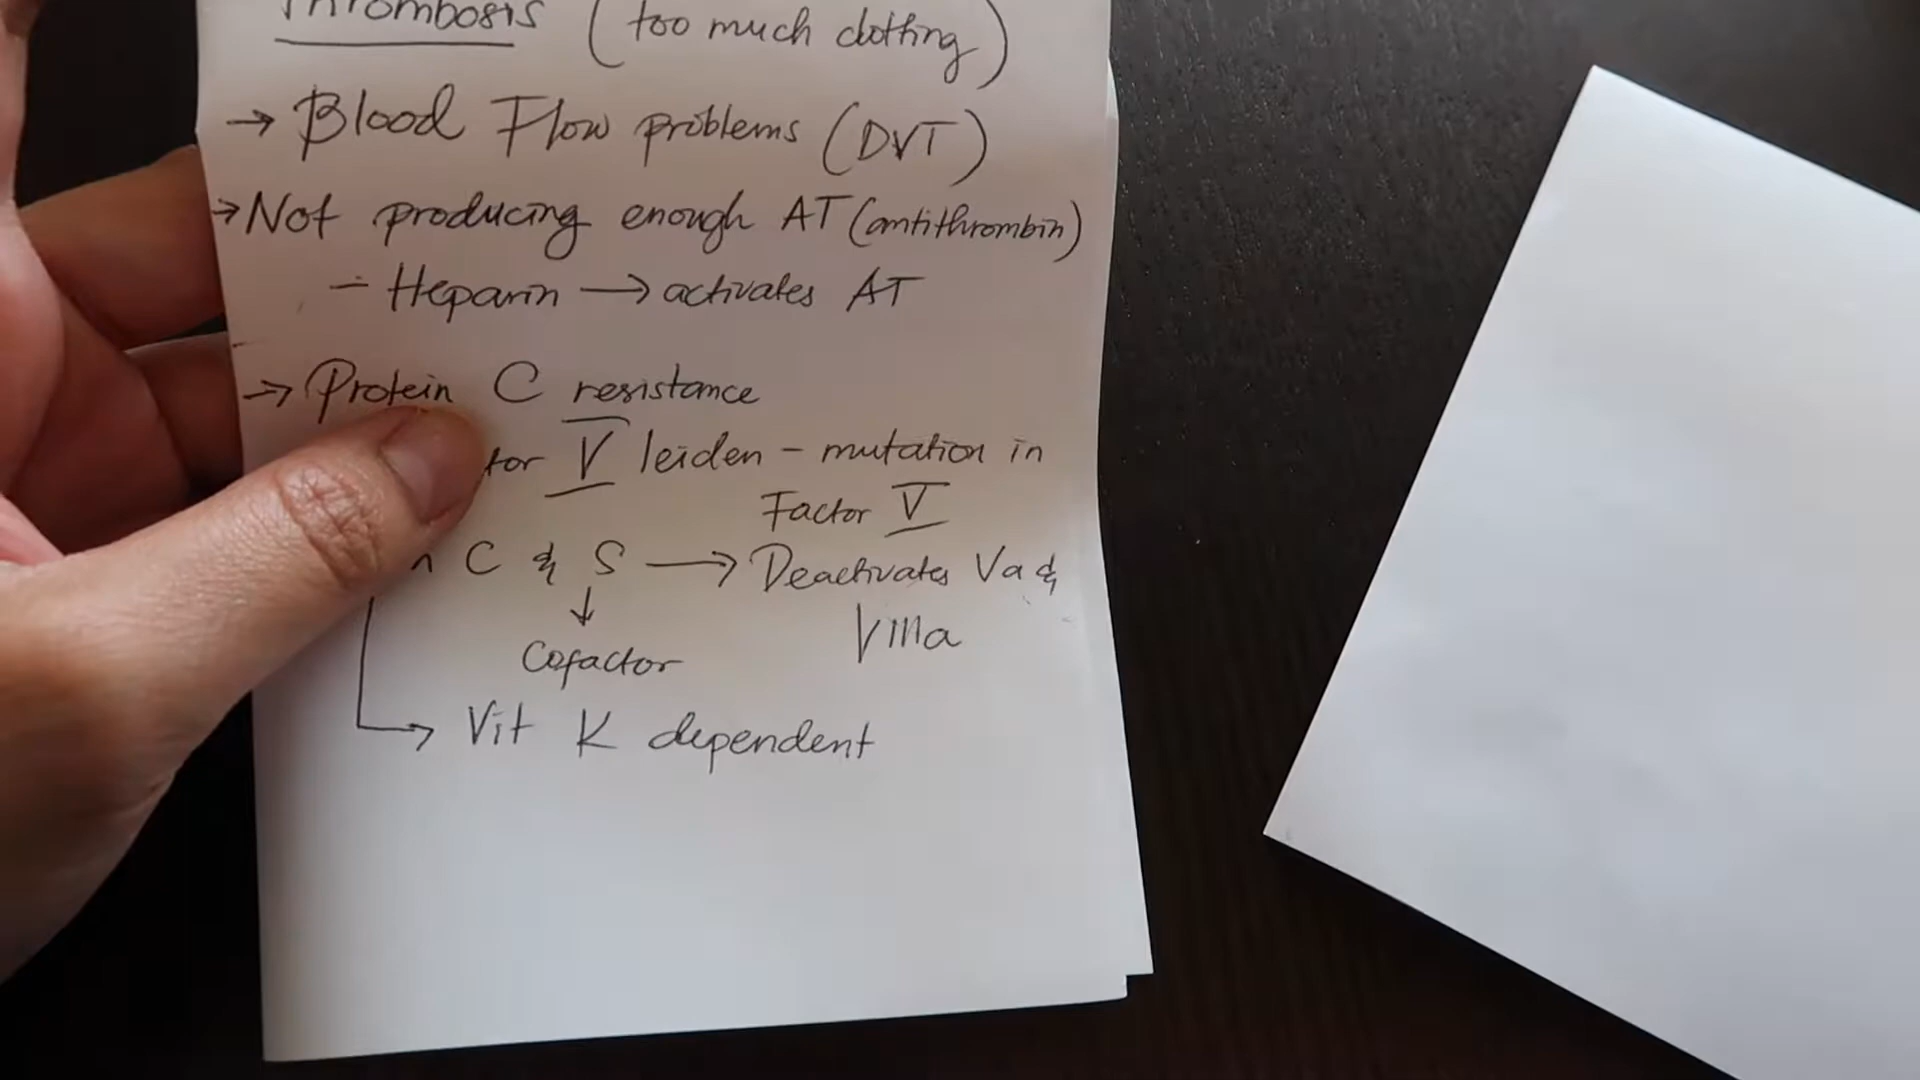 Thrombosis (too much clotting)
→ Blood Flow problems (DVT)
→ Not producing enough AT (antithrombin)
- Heparin → activates AT
→ Protein C resistance
tor V leiden - mutation in
Factor V
n C & S → Deactivates Va &
VIIIa
↓
Cofactor
→ Vit K dependent